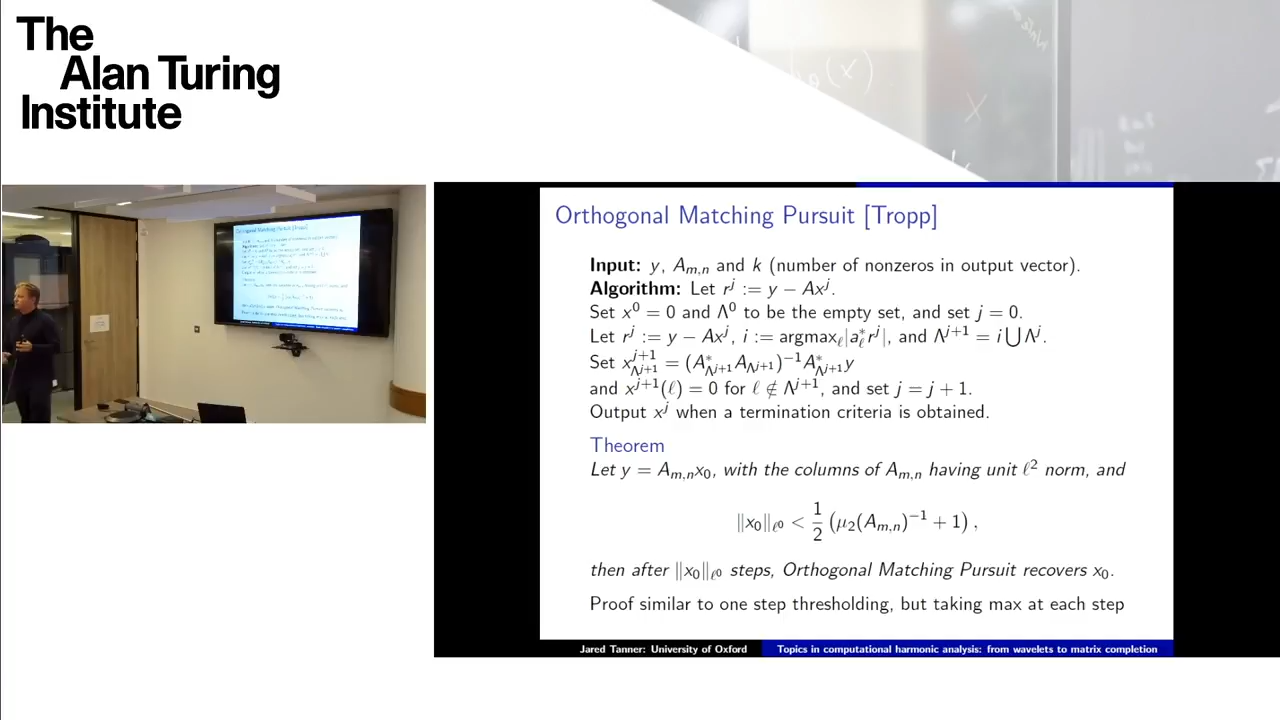 The
Alan Turing
Institute
Orthogonal Matching Pursuit [Tropp]
Input: y, A_{m,n} and k (number of nonzeros in output vector).
Algorithm: Let r^j := y − Ax^j.
Set x^0 = 0 and Λ^0 to be the empty set, and set j = 0.
Let r^j := y − Ax^j, i := argmax_ℓ |a_ℓ^* r^j|, and Λ^{j+1} = i ⋃ Λ^j.
Set x_{Λ^{j+1}}^{j+1} = (A_{Λ^{j+1}}^* A_{Λ^{j+1}})^{−1} A_{Λ^{j+1}}^* y
and x^{j+1}(ℓ) = 0 for ℓ ∉ Λ^{j+1}, and set j = j + 1.
Output x^j when a termination criteria is obtained.
Theorem
Let y = A_{m,n}x_0, with the columns of A_{m,n} having unit ℓ^2 norm, and
‖x_0‖_{ℓ^0} < 1/2 (μ_2(A_{m,n})^{−1} + 1),
then after ‖x_0‖_{ℓ^0} steps, Orthogonal Matching Pursuit recovers x_0.
Proof similar to one step thresholding, but taking max at each step
Jared Tanner: University of Oxford Topics in computational harmonic analysis: from wavelets to matrix completion